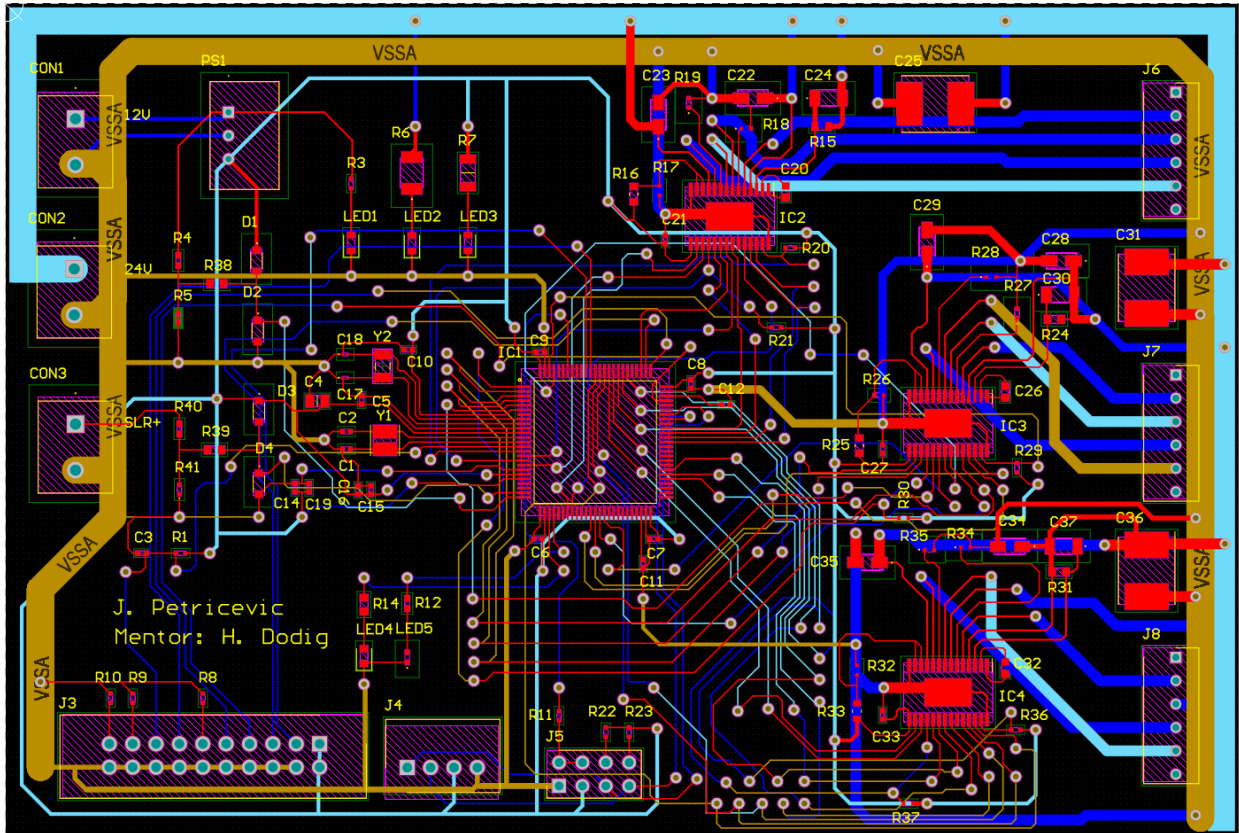 VSSA
VSSA
CON1
PS1
C23
R19
C22
C24
C25
J6
12V
VSSA
R6
R7
R18
R15
VSSA
R3
R17
C20
R16
CON2
D1
LED1
LED2
LED3
C21
IC2
C29
R4
VSSA
R20
R28
C28
C31
24V
R38
C30
VSSA
D2
R27
R5
R24
C18
Y2
C10
IC1
C9
R21
J7
C4
C17
C8
R26
C26
CON3
D3
C5
C12
SLR+
R40
C2
Y1
R25
IC3
R39
D4
C1
C27
R29
R41
C14
C19
C16
C15
R30
C3
R1
C6
C7
R35
R34
C34
C37
C36
VSSA
C11
C35
R31
VSSA
J. Petricevic
Mentor: H. Dodig
R14
R12
LED4
LED5
J8
VSSA
R10
R9
R8
R32
C32
IC4
J3
J4
R11
R22
R23
R33
R36
J5
C33
R37